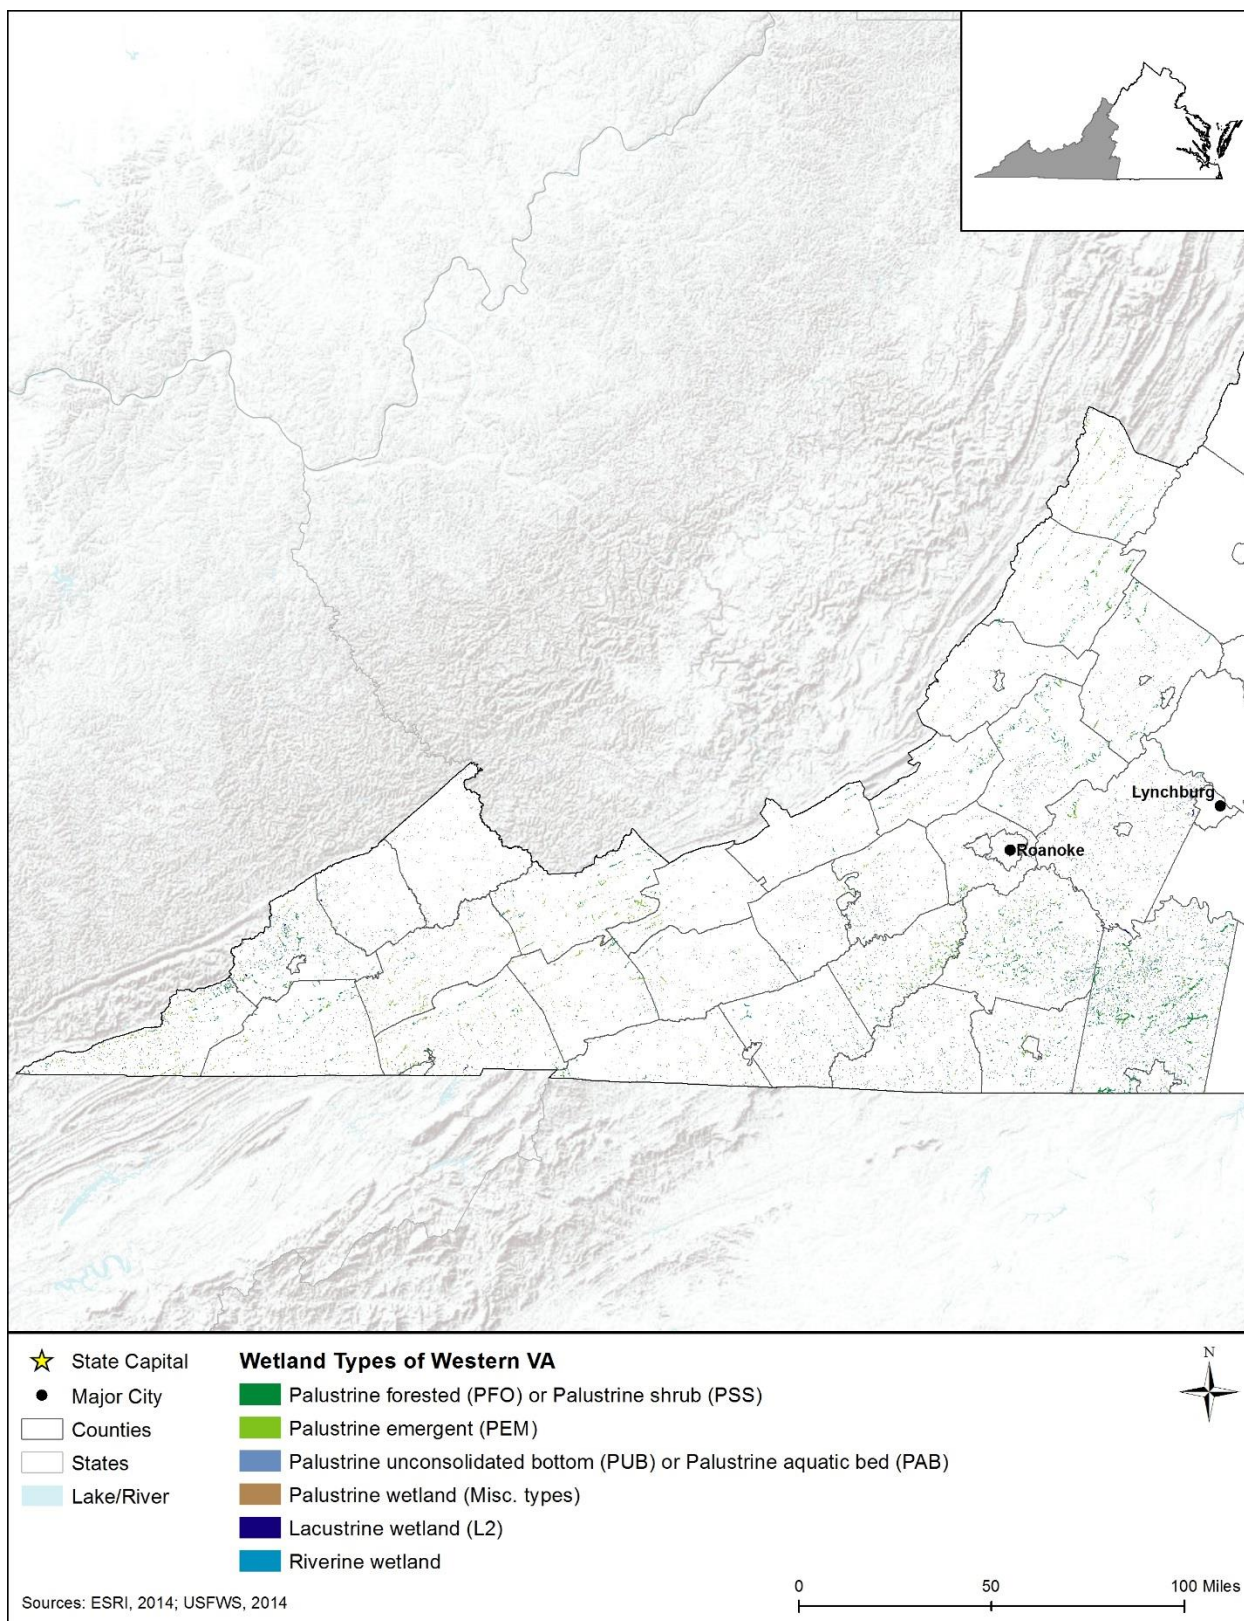 Lynchburg
Roanoke
State Capital
Major City
Counties
States
Lake/River
Wetland Types of Western VA
Palustrine forested (PFO) or Palustrine shrub (PSS)
Palustrine emergent (PEM)
Palustrine unconsolidated bottom (PUB) or Palustrine aquatic bed (PAB)
Palustrine wetland (Misc. types)
Lacustrine wetland (L2)
Riverine wetland
N
0 50 100 Miles
Sources: ESRI, 2014; USFWS, 2014